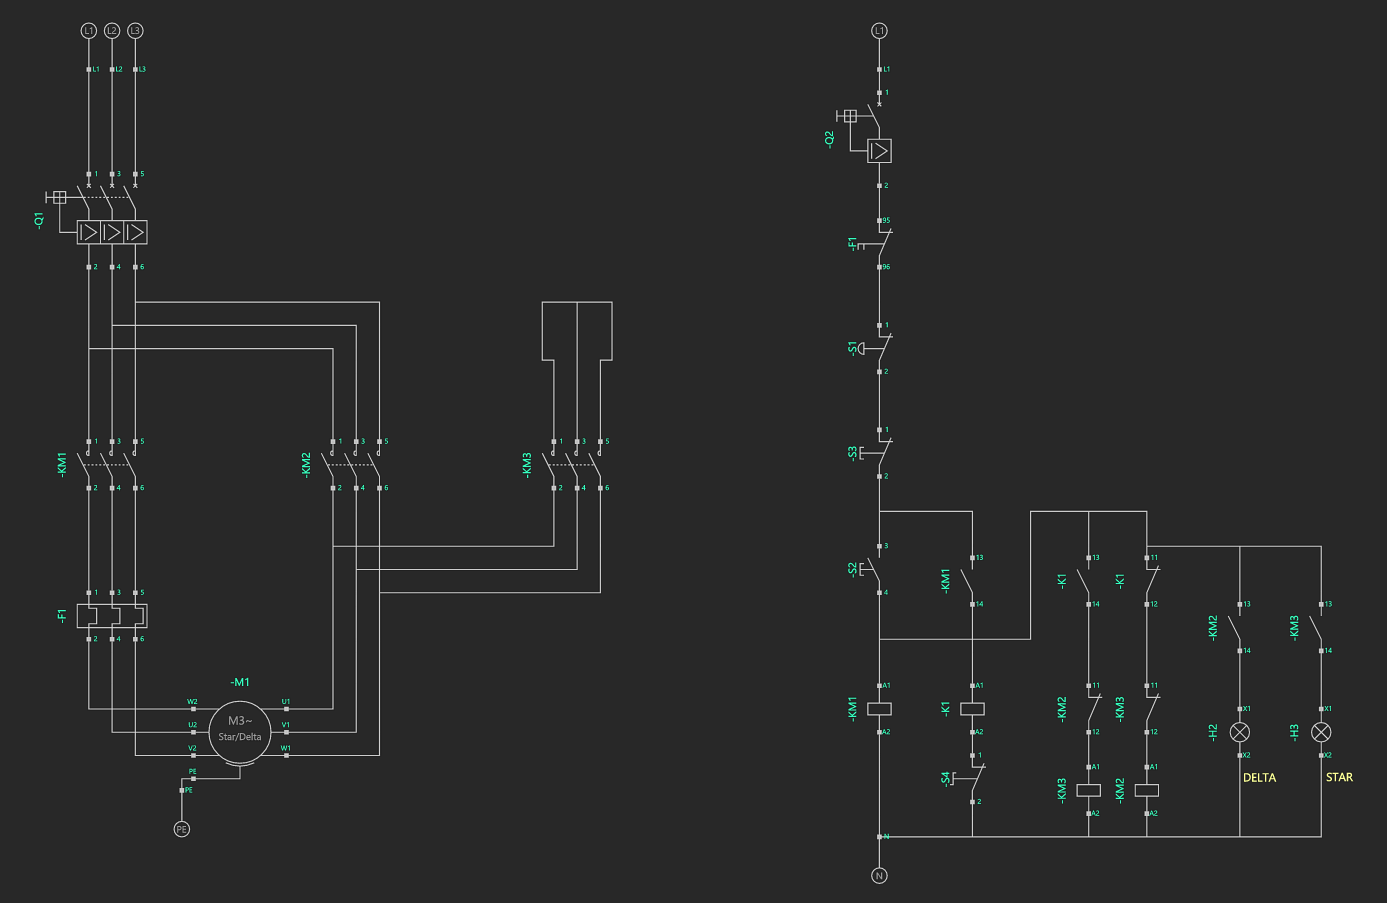 L1 L2 L3 L1
L1 L2 L3 L1
1
-Q2
1 3 5
2
-Q1
95
-F1
2 4 6 96
1
-S1
2
1
1 3 5 1 3 5 1 3 5
-KM1 -KM2 -KM3 -S3
2 4 6 2 4 6 2 4 6 2
3 13 13 11
-S2 -KM1 -K1 -K1
1 3 5 4 14 14 12 13 13
-F1 -KM2 -KM3
2 4 6 14 14
-M1 A1 A1 11 11
W2 U1 -KM1 -K1 -KM2 -KM3 X1 X1
M3~
U2 V1 A2 A2 12 12 -H2 -H3
Star/Delta
V2 W1 1 X2 X2
PE A1 A1
-S4 DELTA STAR
PE -KM3 -KM2
2
A2 A2
PE
N
N